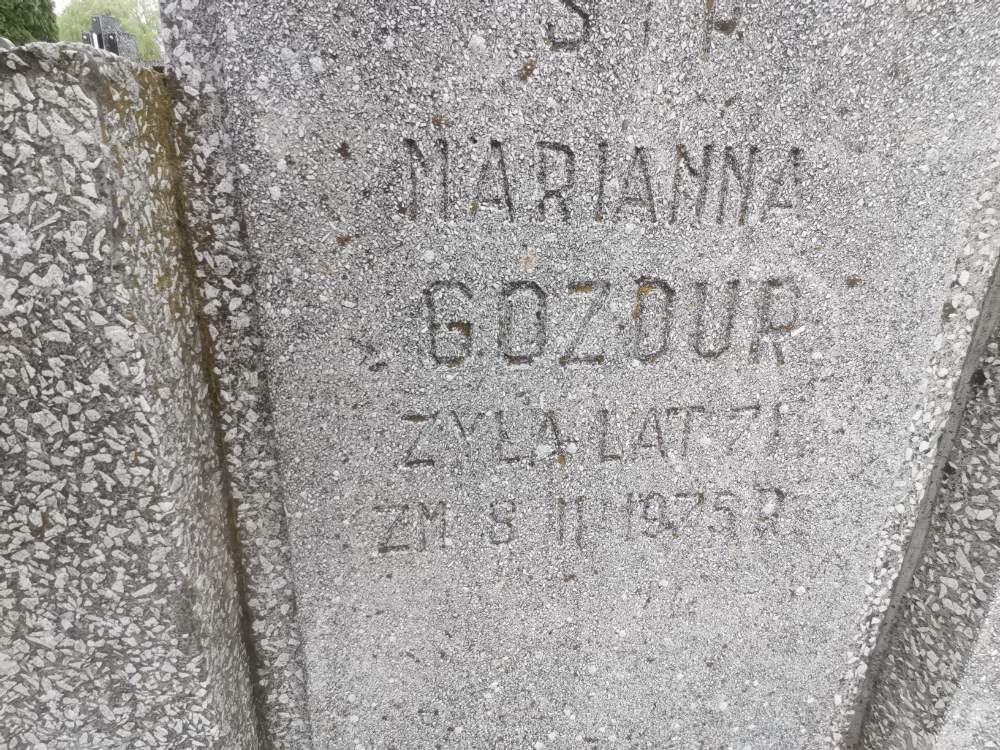 Ś P
MARIANNA
GOZDUR
ŻYŁA LAT 71
ZM 8 II 1975 R